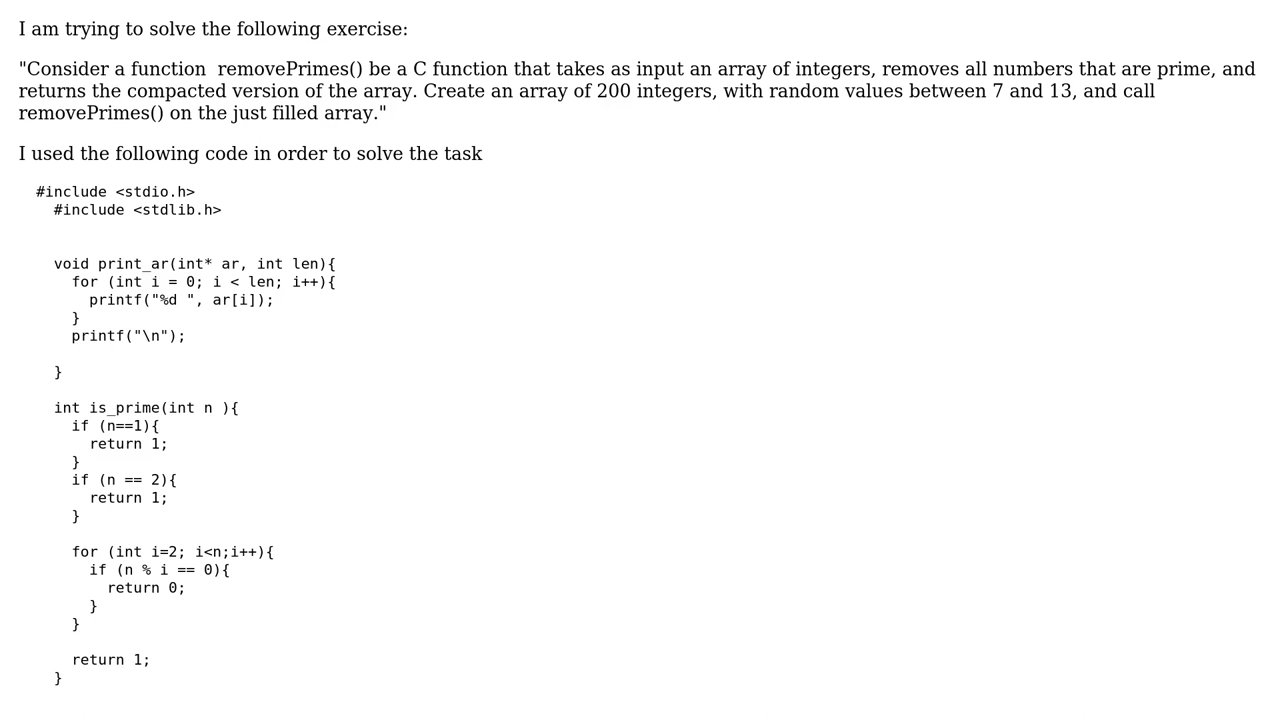 I am trying to solve the following exercise:
"Consider a function  removePrimes() be a C function that takes as input an array of integers, removes all numbers that are prime, and
returns the compacted version of the array. Create an array of 200 integers, with random values between 7 and 13, and call
removePrimes() on the just filled array."
I used the following code in order to solve the task
#include <stdio.h>
  #include <stdlib.h>
  void print_ar(int* ar, int len){
    for (int i = 0; i < len; i++){
      printf("%d ", ar[i]);
    }
    printf("\n");
  }
  int is_prime(int n ){
    if (n==1){
      return 1;
    }
    if (n == 2){
      return 1;
    }
    for (int i=2; i<n;i++){
      if (n % i == 0){
        return 0;
      }
    }
    return 1;
  }